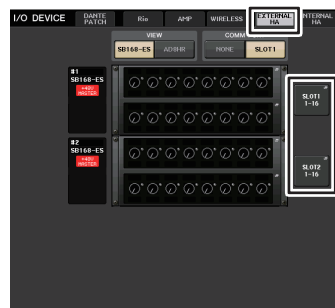 I/O DEVICE
DANTE PATCH
Rio
AMP
WIRELESS
EXTERNAL HA
INTERNAL HA
VIEW
COMM
SB168-ES
AD8HR
NONE
SLOT1
#1
SB168-ES
+48V MASTER
SLOT1
1-16
#2
SB168-ES
+48V MASTER
SLOT2
1-16